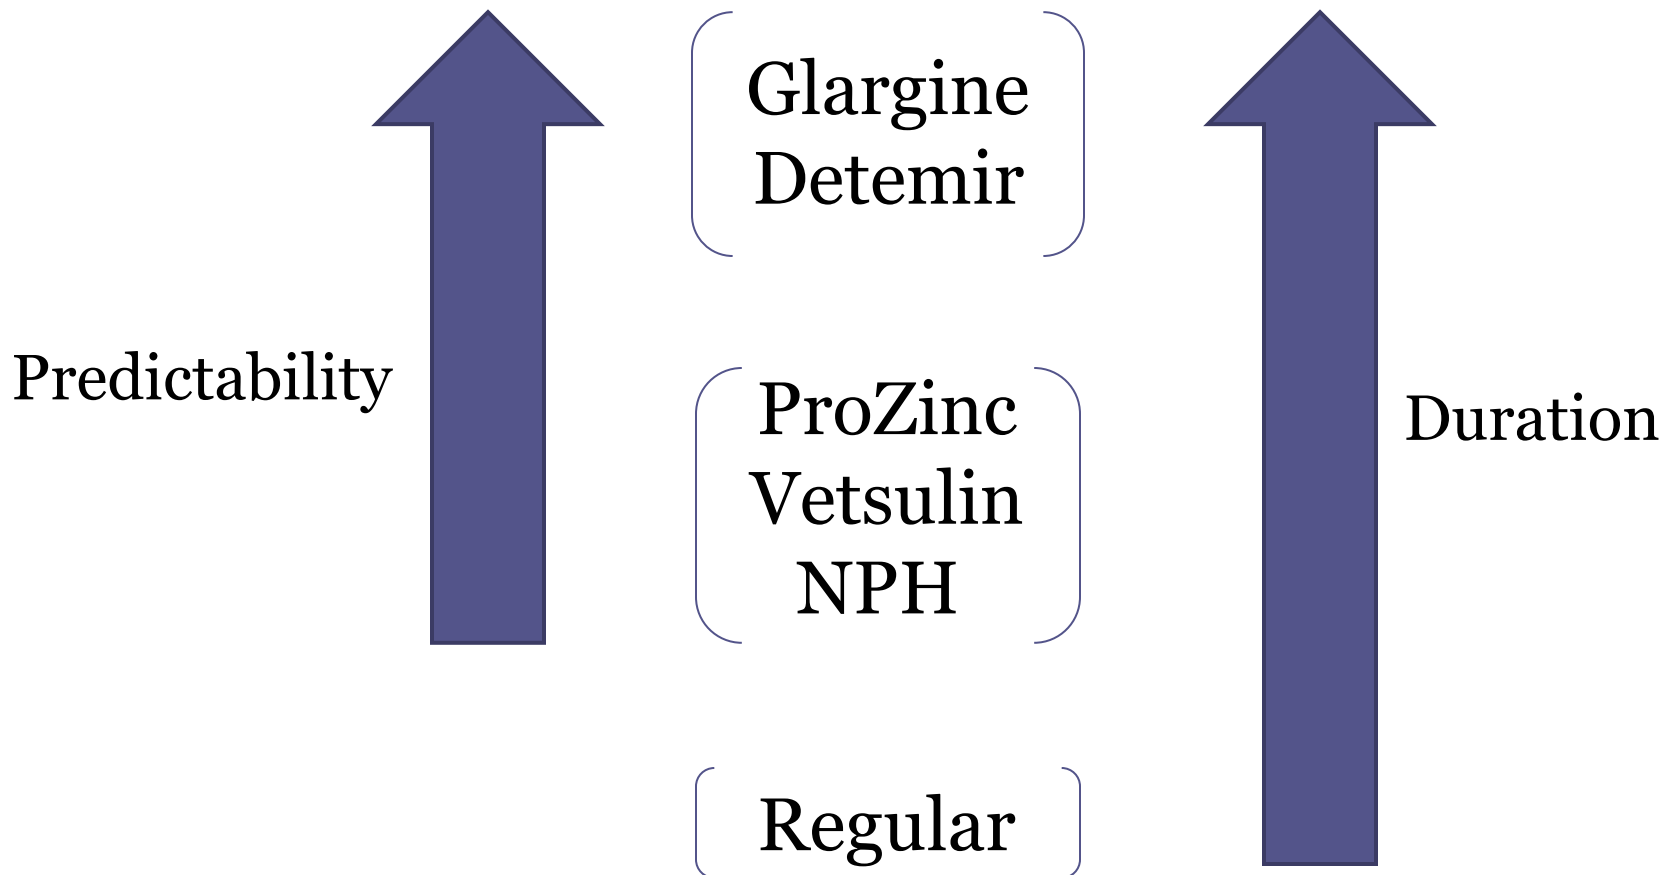 Glargine
Detemir
Predictability
ProZinc
Duration
Vetsulin
NPH
Regular